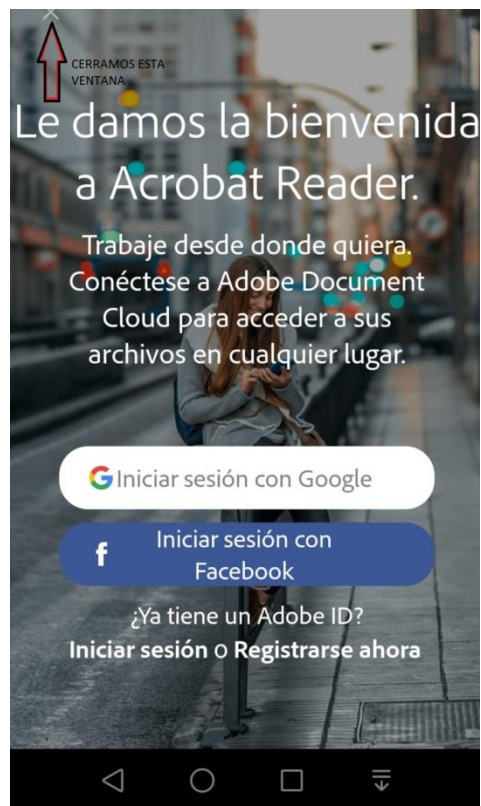 CERRAMOS ESTA
VENTANA
Le damos la bienvenida
a Acrobat Reader.
Trabaje desde donde quiera.
Conéctese a Adobe Document
Cloud para acceder a sus
archivos en cualquier lugar.
Iniciar sesión con Google
Iniciar sesión con
Facebook
¿Ya tiene un Adobe ID?
Iniciar sesión o Registrarse ahora